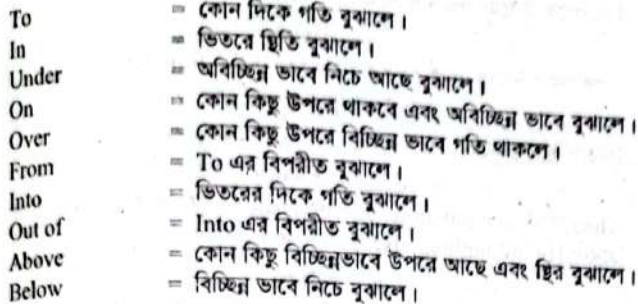 To = কোন দিকে গতি বুঝালে।
In = ভিতরে স্থিতি বুঝালে।
Under = অবিচ্ছিন্ন ভাবে নিচে আছে বুঝালে।
On = কোন কিছু উপরে থাকবে এবং অবিচ্ছিন্ন ভাবে বুঝালে।
Over = কোন কিছু উপরে বিচ্ছিন্ন ভাবে গতি থাকলে।
From = To এর বিপরীত বুঝালে।
Into = ভিতরের দিকে গতি বুঝালে।
Out of = Into এর বিপরীত বুঝালে।
Above = কোন কিছু বিচ্ছিন্নভাবে উপরে আছে এবং স্থির বুঝালে।
Below = বিচ্ছিন্ন ভাবে নিচে বুঝালে।